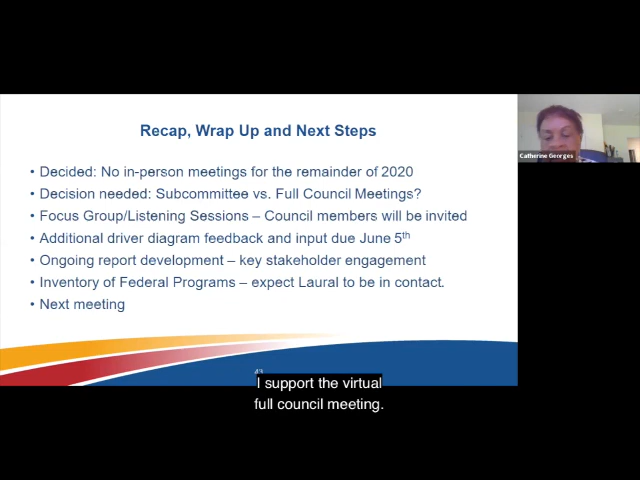 Recap, Wrap Up and Next Steps
• Decided: No in-person meetings for the remainder of 2020
• Decision needed: Subcommittee vs. Full Council Meetings?
• Focus Group/Listening Sessions – Council members will be invited
• Additional driver diagram feedback and input due June 5th
• Ongoing report development – key stakeholder engagement
• Inventory of Federal Programs – expect Laural to be in contact.
• Next meeting
Catherine Georges
43
I support the virtual
full council meeting.